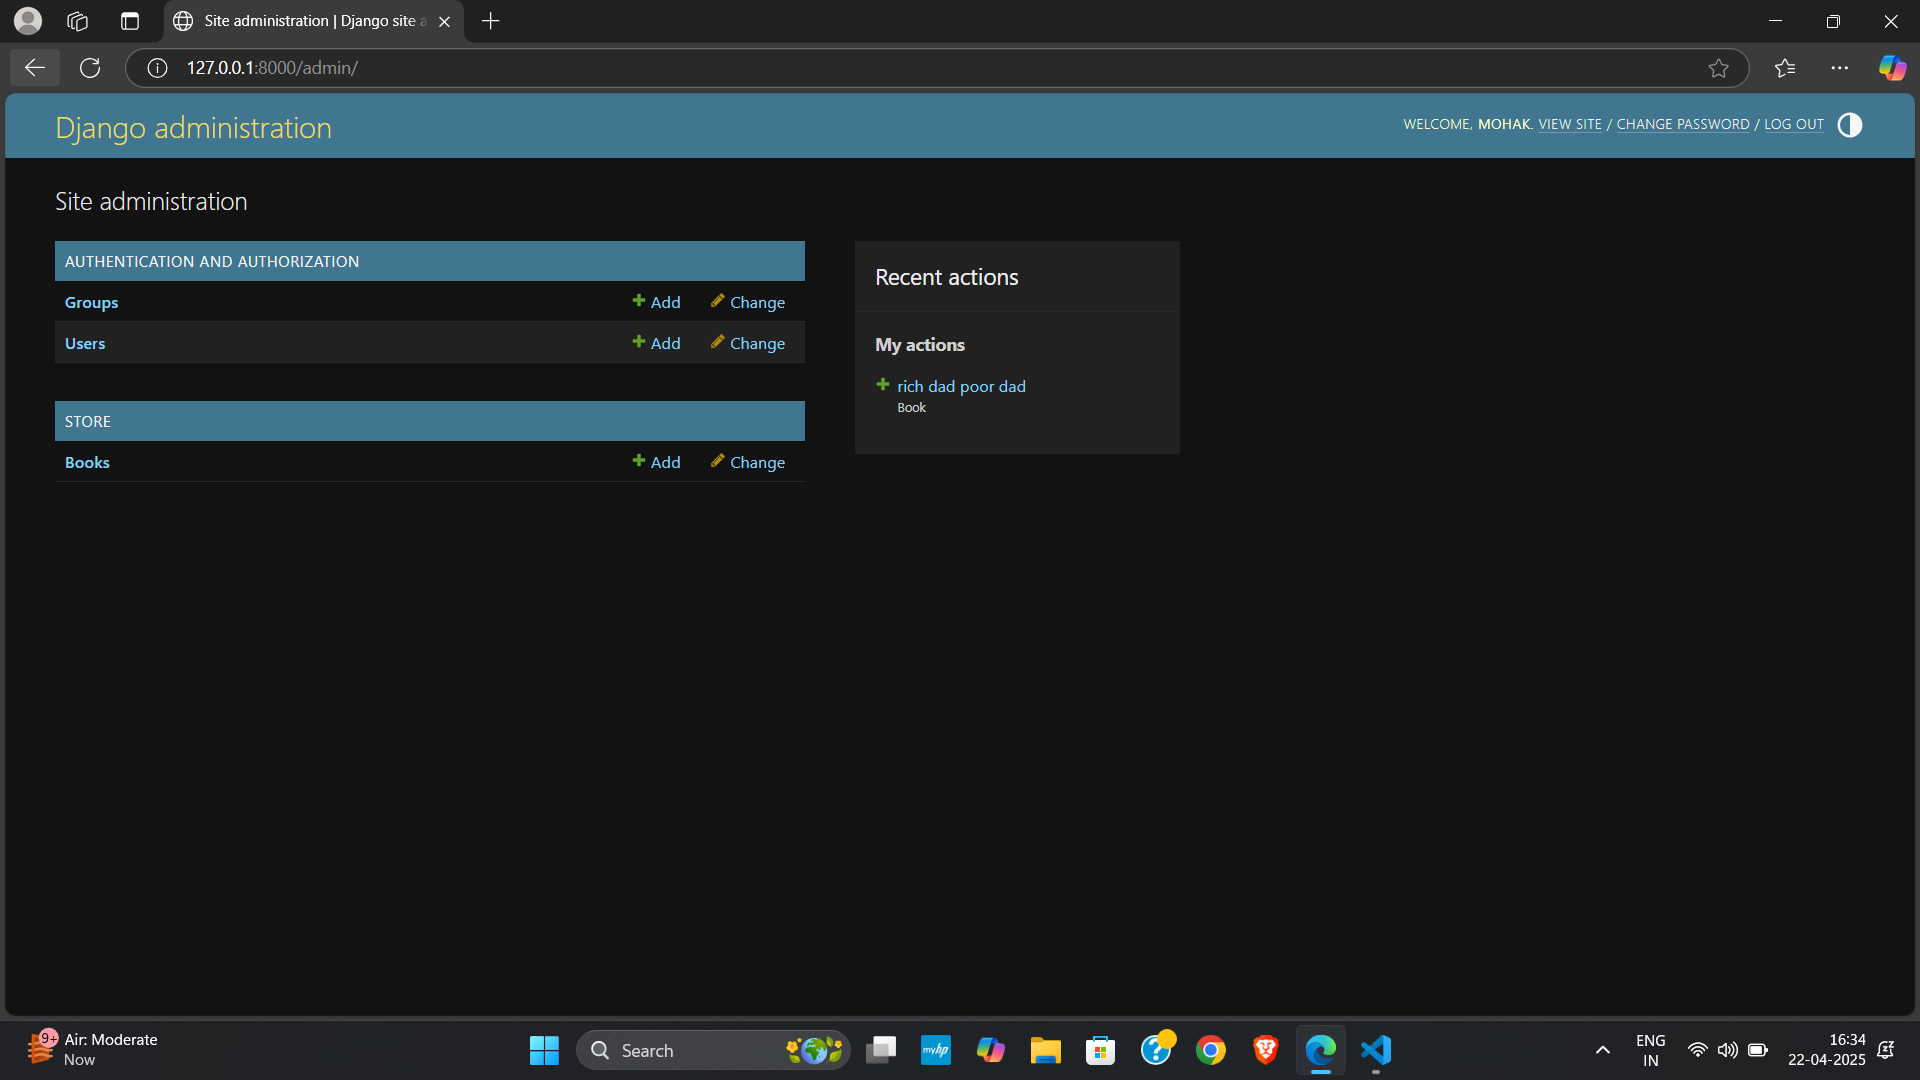 Site administration | Django site a
127.0.0.1:8000/admin/
Django administration
WELCOME, MOHAK. VIEW SITE / CHANGE PASSWORD / LOG OUT
Site administration
AUTHENTICATION AND AUTHORIZATION
Groups Add Change
Users Add Change
STORE
Books Add Change
Recent actions
My actions
rich dad poor dad
Book
9+
Air: Moderate
Now
Search
myhp
ENG
IN
16:34
22-04-2025